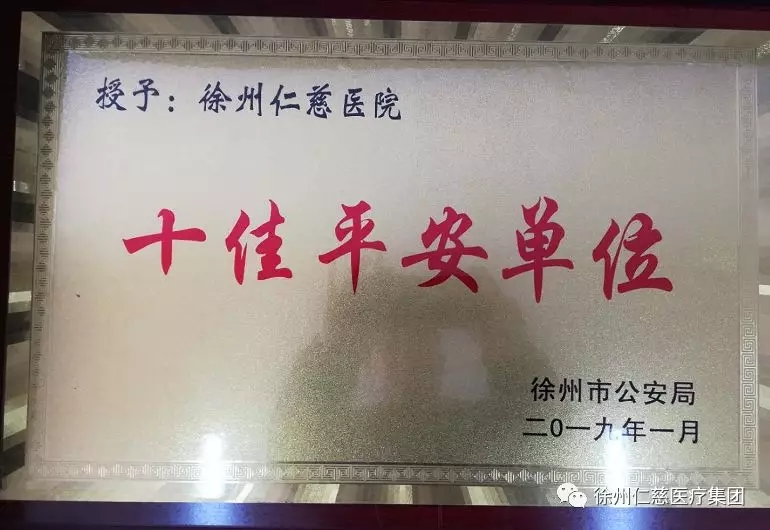 授予：徐州仁慈医院
十佳平安单位
徐州市公安局
二0一九年一月
徐州仁慈医疗集团